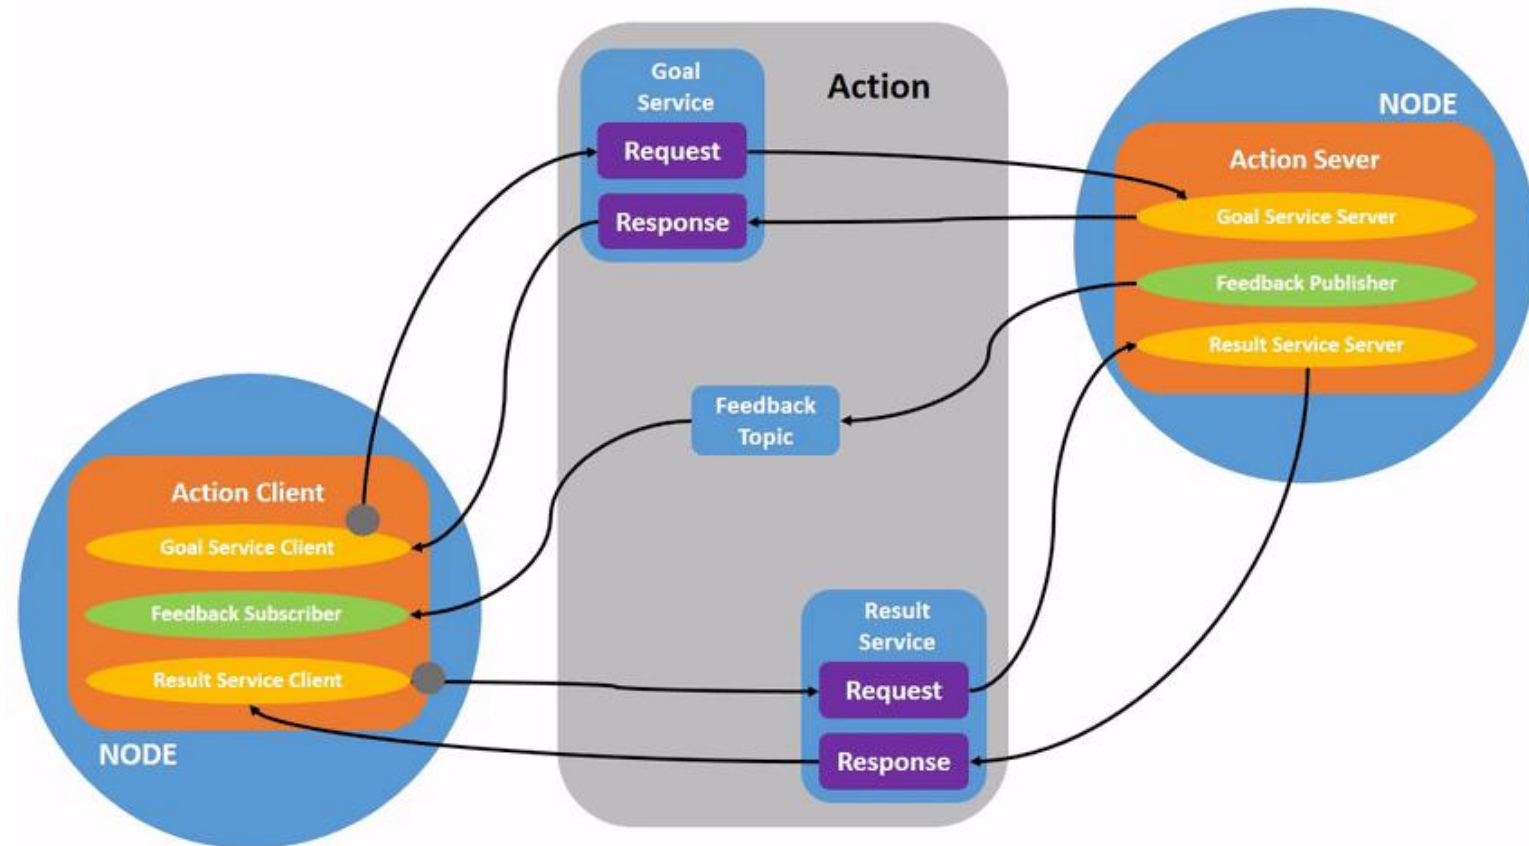 Goal
Service
Request
Response
Action
NODE
Action Sever
Goal Service Server
Feedback Publisher
Result Service Server
Feedback
Topic
Action Client
Goal Service Client
Feedback Subscriber
Result Service Client
NODE
Result
Service
Request
Response